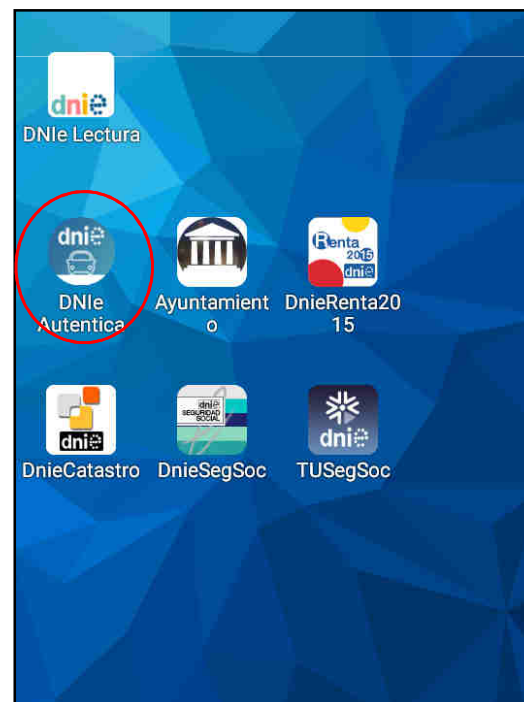 dnie
DNIe Lectura
dnie
Renta
2015
dnie
DNIe
Autentica
Ayuntamient
o
DnieRenta20
15
dnie
dnie
SEGURIDAD
SOCIAL
dnie
DnieCatastro
DnieSegSoc
TUSegSoc